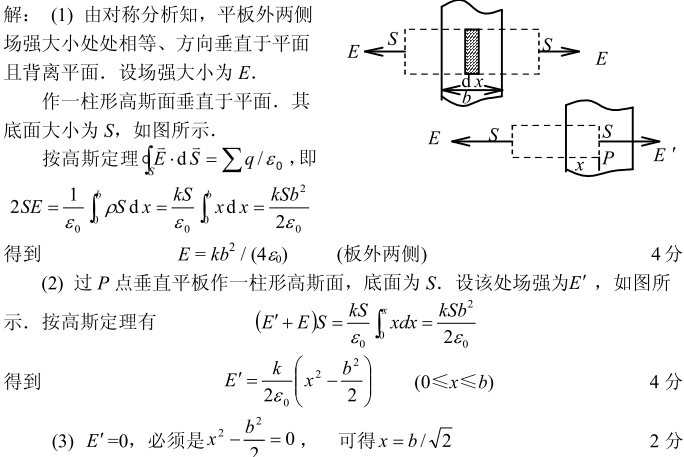 解： (1) 由对称分析知，平板外两侧
场强大小处处相等、方向垂直于平面
且背离平面．设场强大小为 E．
作一柱形高斯面垂直于平面．其
底面大小为 S，如图所示．
按高斯定理 ∮_S E⃗·dS⃗ = ∑q/ε₀，即
2SE = (1/ε₀)∫₀ᵇ ρS dx = (kS/ε₀)∫₀ᵇ x dx = kSb²/(2ε₀)
得到 E = kb² / (4ε₀) (板外两侧) 4 分
(2) 过 P 点垂直平板作一柱形高斯面，底面为 S．设该处场强为E′，如图所
示．按高斯定理有 (E′ + E)S = (kS/ε₀)∫₀ˣ xdx = kSb²/(2ε₀)
得到 E′ = (k/(2ε₀))(x² − b²/2) (0≤x≤b) 4 分
(3) E′=0，必须是 x² − b²/2 = 0， 可得 x = b/√2 2 分
E S S E
dx
b
E S S E′
x P